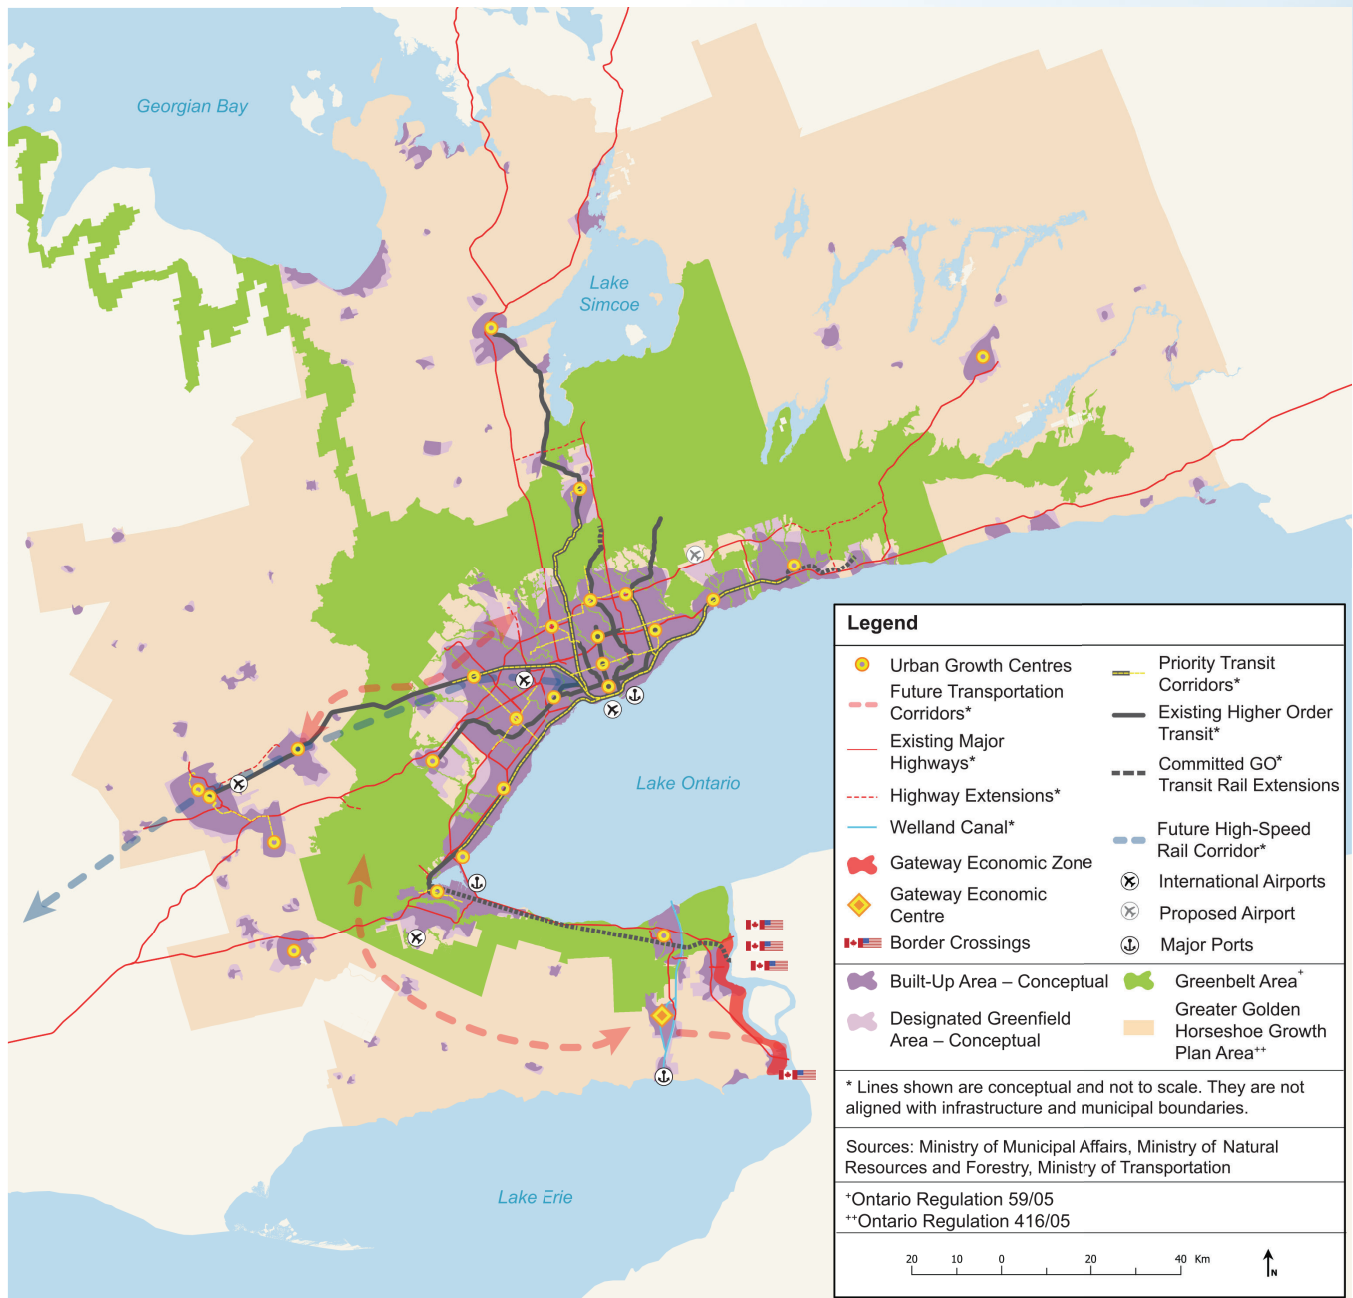 Georgian Bay
Lake
Simcoe
Lake Ontario
Lake Erie
Legend
Urban Growth Centres
Future Transportation
Corridors*
Existing Major
Highways*
Highway Extensions*
Welland Canal*
Gateway Economic Zone
Gateway Economic
Centre
Border Crossings
Priority Transit
Corridors*
Existing Higher Order
Transit*
Committed GO*
Transit Rail Extensions
Future High-Speed
Rail Corridor*
International Airports
Proposed Airport
Major Ports
Built-Up Area – Conceptual
Designated Greenfield
Area – Conceptual
Greenbelt Area+
Greater Golden
Horseshoe Growth
Plan Area++
* Lines shown are conceptual and not to scale. They are not
aligned with infrastructure and municipal boundaries.
Sources: Ministry of Municipal Affairs, Ministry of Natural
Resources and Forestry, Ministry of Transportation
+Ontario Regulation 59/05
++Ontario Regulation 416/05
20 10 0 20 40 Km
N